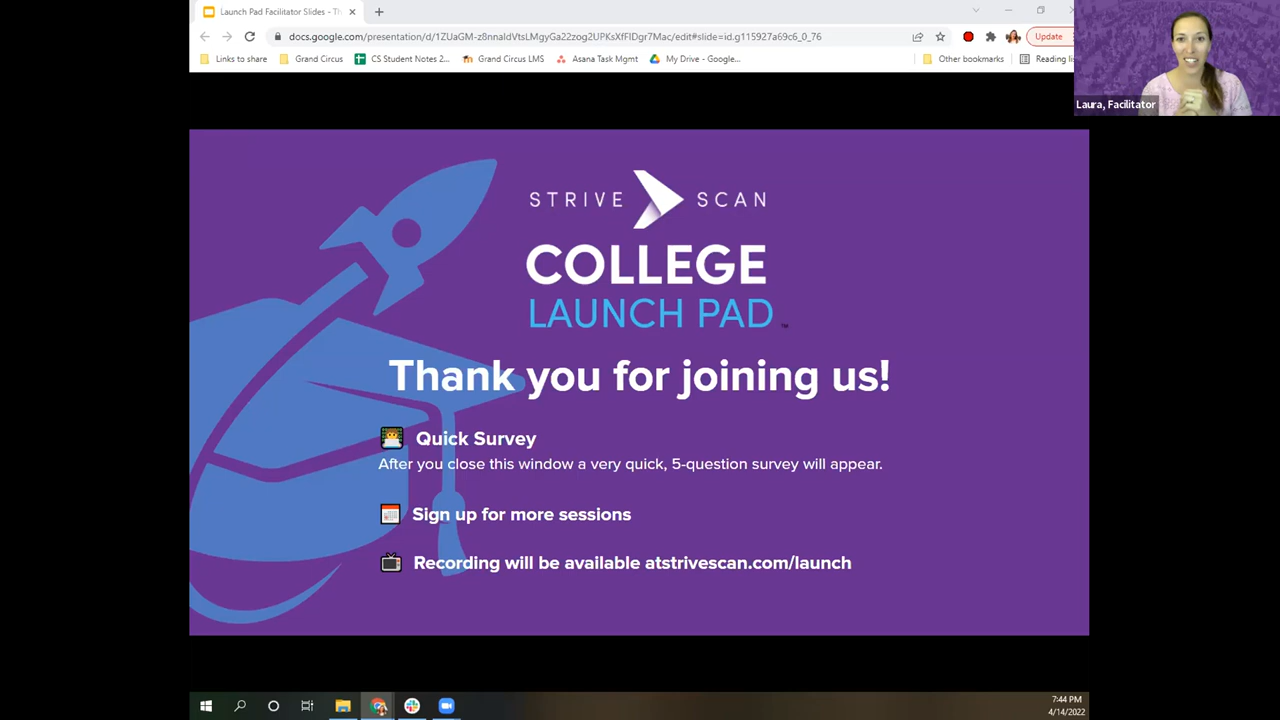 Launch Pad Facilitator Slides - Th
docs.google.com/presentation/d/1ZUaGM-z8nnaIdVtsLMgyGa22zog2UPKsXfFIDgr7Mac/edit#slide=id.g115927a69c6_0_76
Update
Links to share
Grand Circus
CS Student Notes 2...
Grand Circus LMS
Asana Task Mgmt
My Drive - Google...
Other bookmarks
Reading lis
Laura, Facilitator
STRIVE SCAN
COLLEGE
LAUNCH PAD ™
Thank you for joining us!
Quick Survey
After you close this window a very quick, 5-question survey will appear.
Sign up for more sessions
Recording will be available atstrivescan.com/launch
7:44 PM
4/14/2022